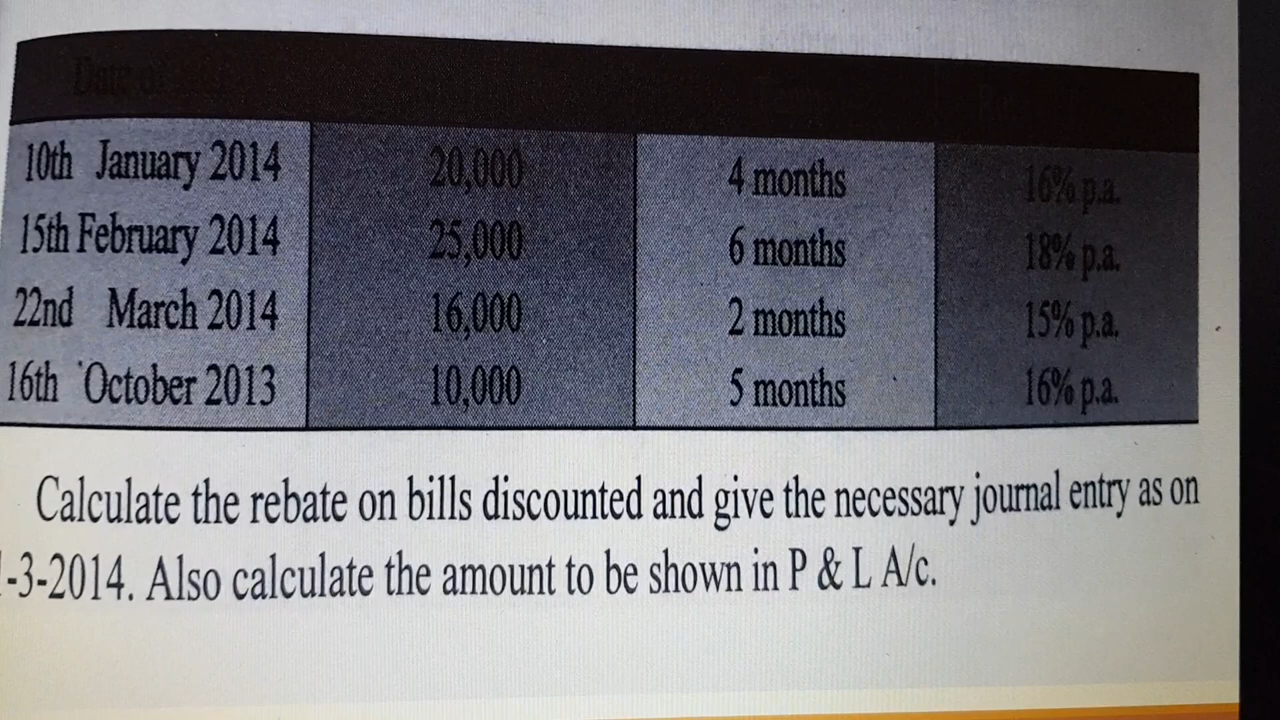 Date of
10th January 2014 20,000 4 months 16% p.a.
15th February 2014 25,000 6 months 18% p.a.
22nd March 2014 16,000 2 months 15% p.a.
16th October 2013 10,000 5 months 16% p.a.
Calculate the rebate on bills discounted and give the necessary journal entry as on
-3-2014. Also calculate the amount to be shown in P & L A/c.